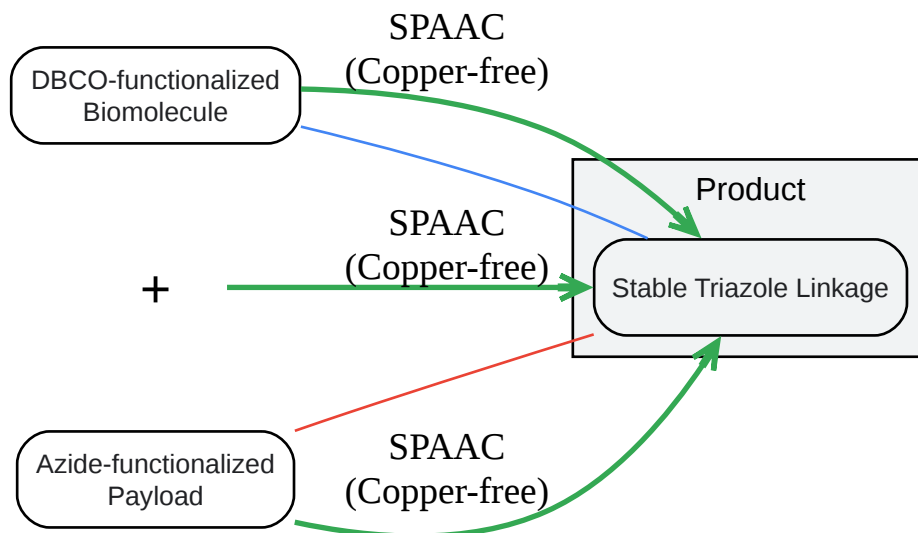 SPAAC
(Copper-free)
DBCO-functionalized
Biomolecule
Product
SPAAC
(Copper-free)
+
Stable Triazole Linkage
SPAAC
(Copper-free)
Azide-functionalized
Payload